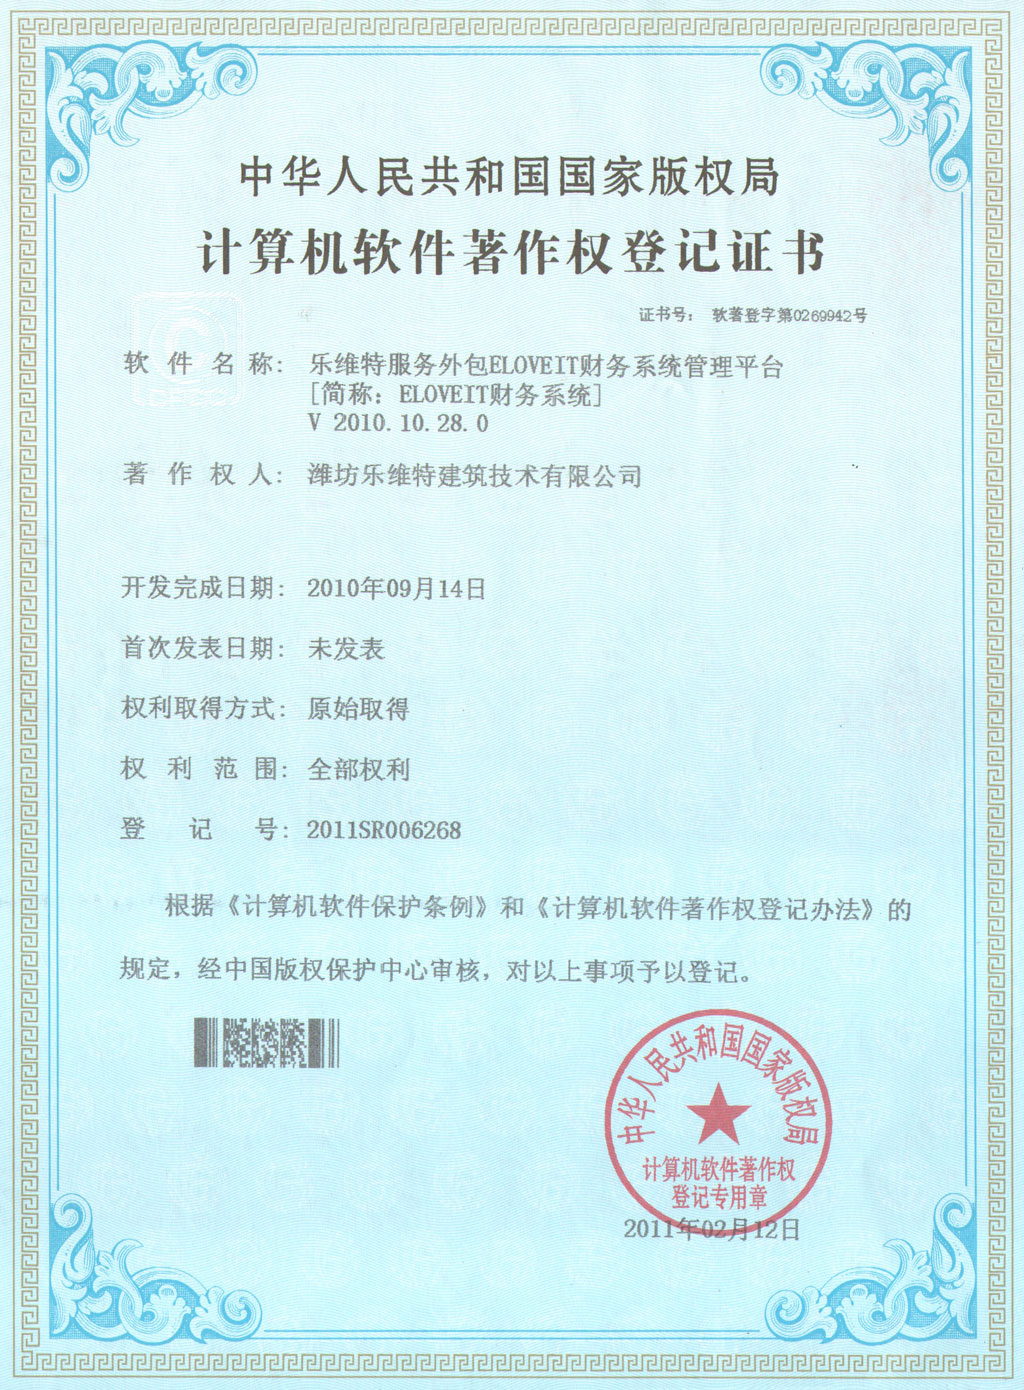 中华人民共和国国家版权局
计算机软件著作权登记证书
证书号： 软著登字第0269942号
软件名称： 乐维特服务外包ELOVEIT财务系统管理平台
[简称：ELOVEIT财务系统]
V 2010.10.28.0
著作权人： 潍坊乐维特建筑技术有限公司
开发完成日期： 2010年09月14日
首次发表日期： 未发表
权利取得方式： 原始取得
权利范围： 全部权利
登记号： 2011SR006268
根据《计算机软件保护条例》和《计算机软件著作权登记办法》的
规定，经中国版权保护中心审核，对以上事项予以登记。
中华人民共和国国家版权局
计算机软件著作权
登记专用章
2011年02月12日